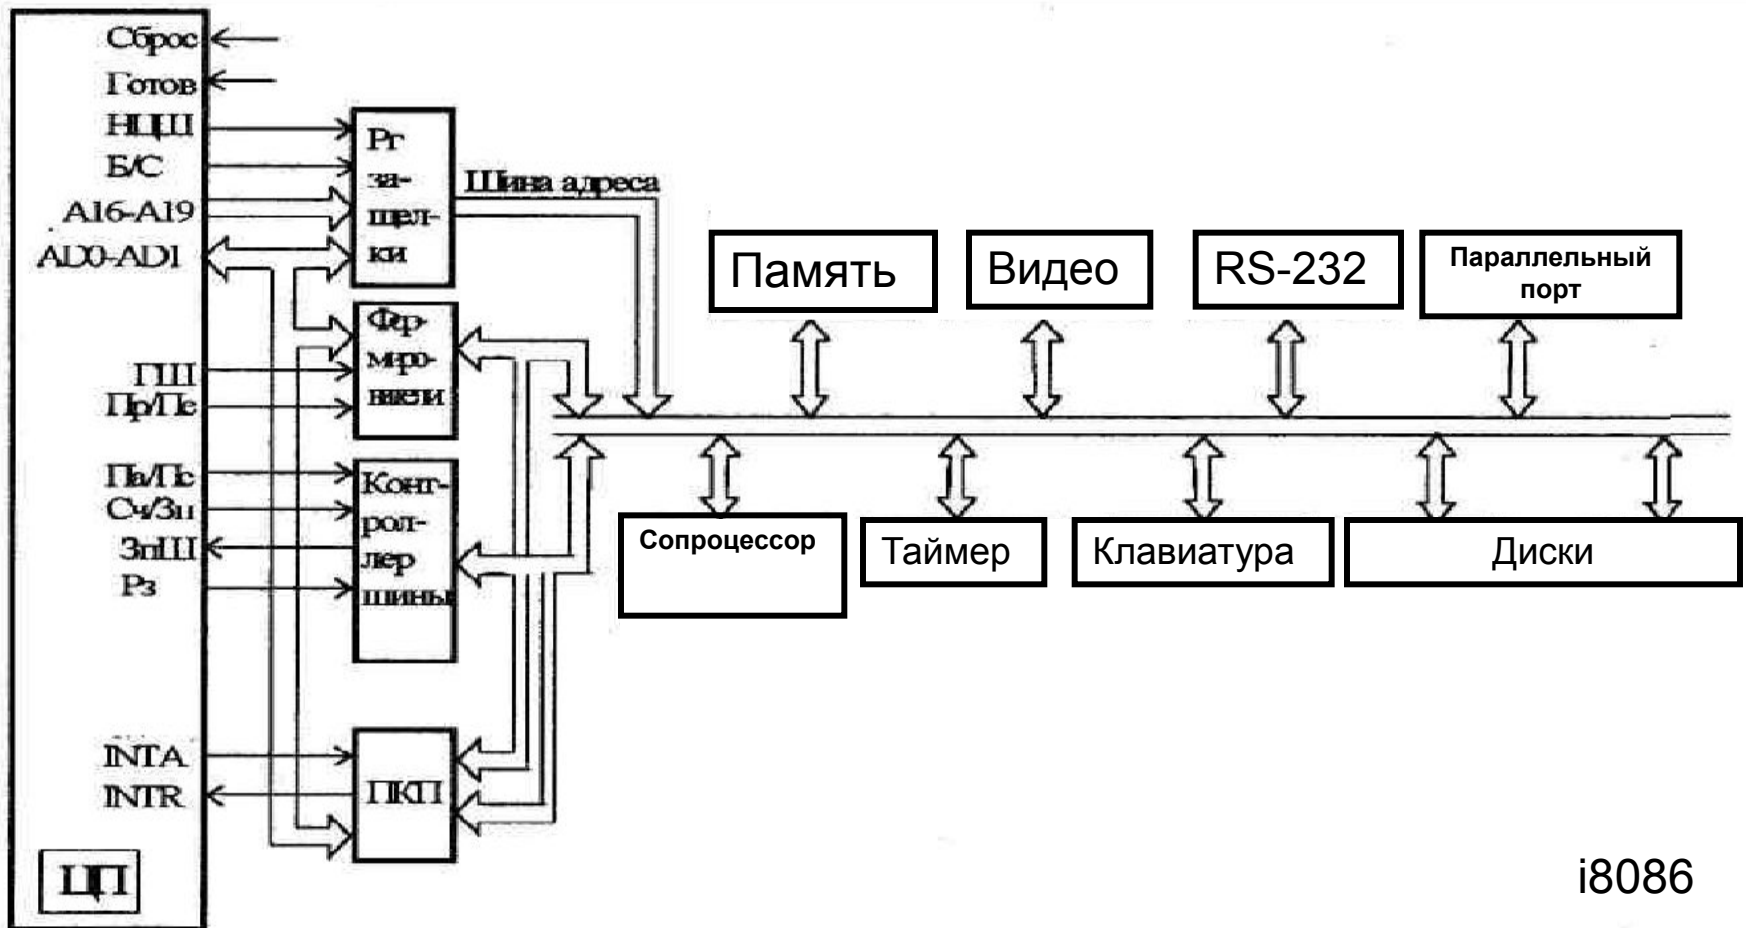 Сброс
Готов
НЦШ
Б/С
A16-A19
AD0-AD1
ГШ
Пр/Пс
Па/Пс
Сч/Зп
ЗпШ
Рз
INTA
INTR
ЦП
Рг
за-
щел-
ки
Фор-
миро-
ватели
Конт-
рол-
лер
шины
ПКП
Шина адреса
Память
Видео
RS-232
Параллельный
порт
Сопроцессор
Таймер
Клавиатура
Диски
i8086